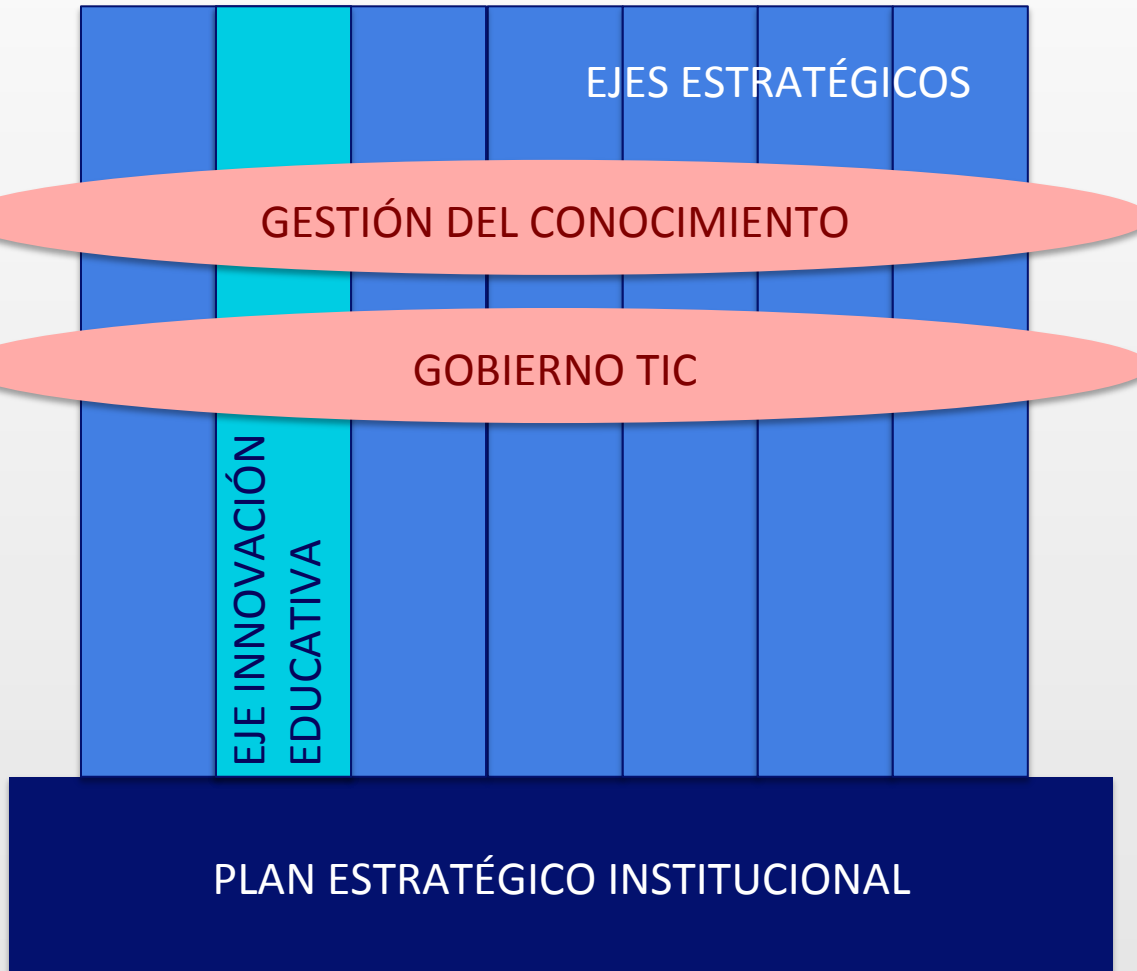 EJES ESTRATÉGICOS
GESTIÓN DEL CONOCIMIENTO
GOBIERNO TIC
EJE INNOVACIÓN
EDUCATIVA
PLAN ESTRATÉGICO INSTITUCIONAL